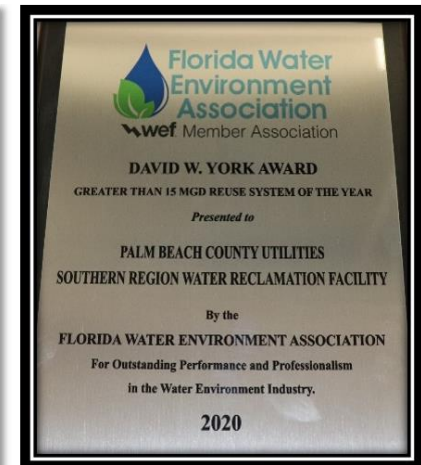 Florida Water
Environment
Association
wef Member Association
DAVID W. YORK AWARD
GREATER THAN 15 MGD REUSE SYSTEM OF THE YEAR
Presented to
PALM BEACH COUNTY UTILITIES
SOUTHERN REGION WATER RECLAMATION FACILITY
By the
FLORIDA WATER ENVIRONMENT ASSOCIATION
For Outstanding Performance and Professionalism
in the Water Environment Industry.
2020